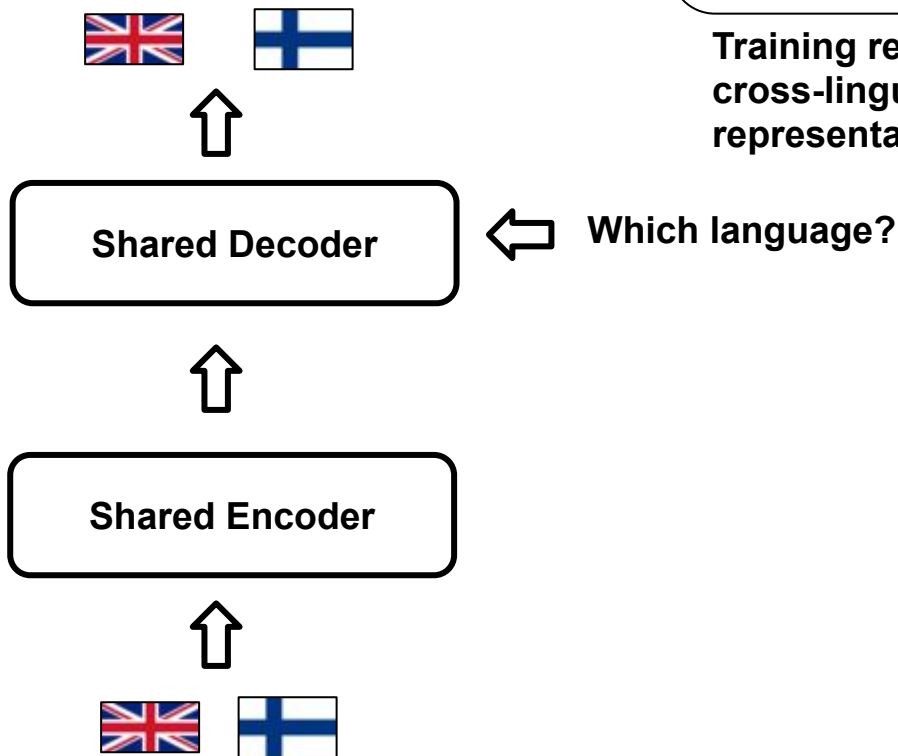 Training re
cross-lingu
representa
Shared Decoder
Which language?
Shared Encoder